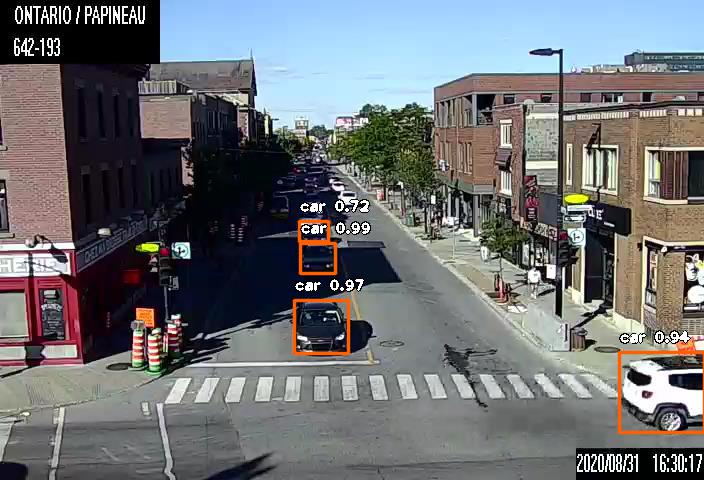 ONTARIO / PAPINEAU
642-193
car 0.72
car 0.99
car 0.97
car 0.94
2020/08/31 16:30:17